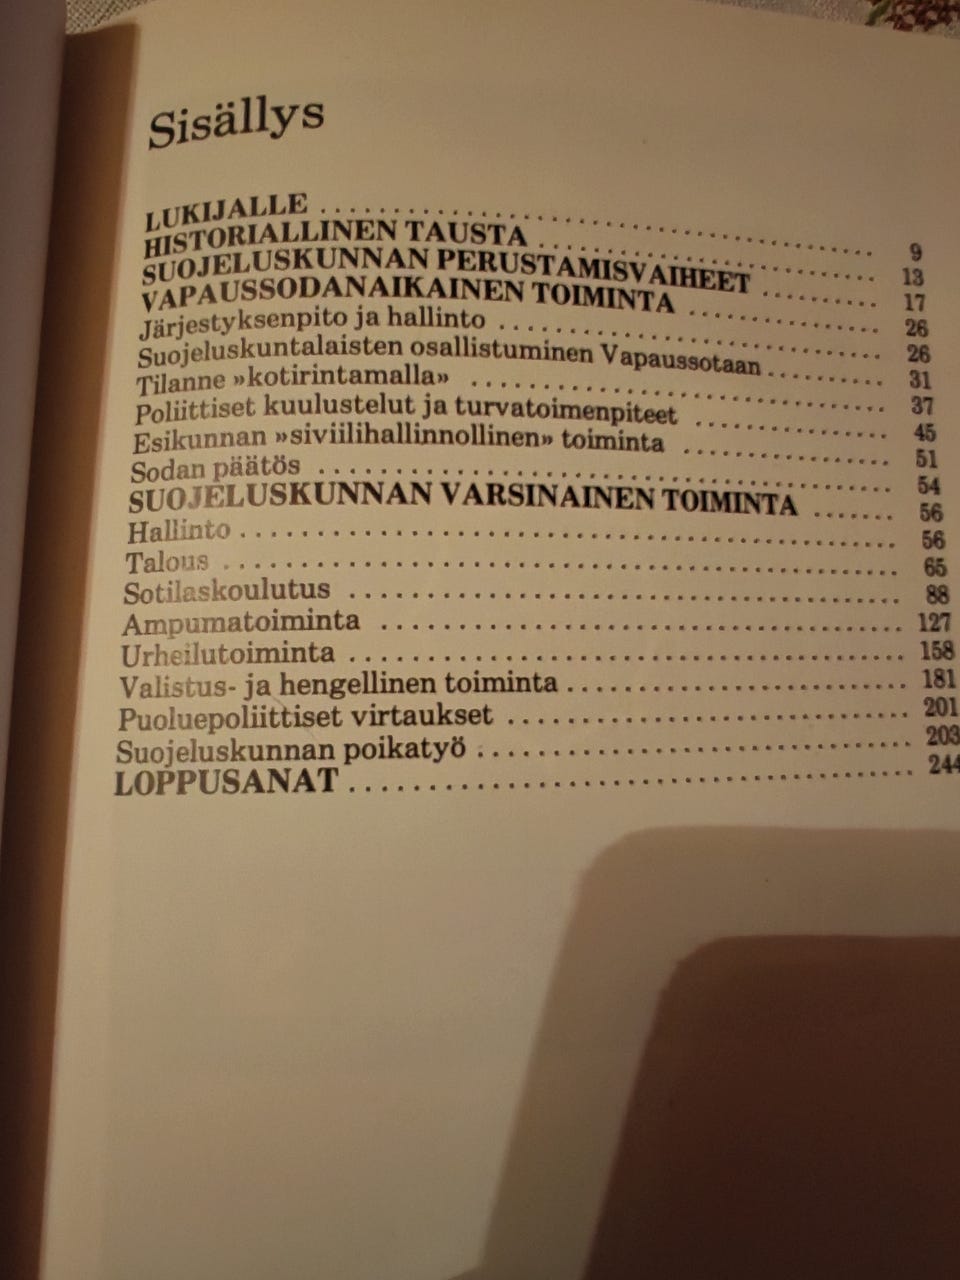 Sisällys
LUKIJALLE . . . . . . . . . . . . . . . . . . . . . . . . . . . . . . . . . . . . 9
HISTORIALLINEN TAUSTA . . . . . . . . . . . . . . . . . . . . . . . 13
SUOJELUSKUNNAN PERUSTAMISVAIHEET . . . . . . . . . . 17
VAPAUSSODANAIKAINEN TOIMINTA . . . . . . . . . . . . . . 26
Järjestyksenpito ja hallinto . . . . . . . . . . . . . . . . . . . . . . . . . . 26
Suojeluskuntalaisten osallistuminen Vapaussotaan . . . . . . . . 31
Tilanne »kotirintamalla» . . . . . . . . . . . . . . . . . . . . . . . . . . . . 37
Poliittiset kuulustelut ja turvatoimenpiteet . . . . . . . . . . . . . . 45
Esikunnan »siviilihallinnollinen» toiminta . . . . . . . . . . . . . . 51
Sodan päätös . . . . . . . . . . . . . . . . . . . . . . . . . . . . . . . . . . . . . 54
SUOJELUSKUNNAN VARSINAINEN TOIMINTA . . . . . . . 56
Hallinto . . . . . . . . . . . . . . . . . . . . . . . . . . . . . . . . . . . . . . . . . 56
Talous . . . . . . . . . . . . . . . . . . . . . . . . . . . . . . . . . . . . . . . . . . 65
Sotilaskoulutus . . . . . . . . . . . . . . . . . . . . . . . . . . . . . . . . . . . 88
Ampumatoiminta . . . . . . . . . . . . . . . . . . . . . . . . . . . . . . . . . 127
Urheilutoiminta . . . . . . . . . . . . . . . . . . . . . . . . . . . . . . . . . . 158
Valistus- ja hengellinen toiminta . . . . . . . . . . . . . . . . . . . . . . 181
Puoluepoliittiset virtaukset . . . . . . . . . . . . . . . . . . . . . . . . . . 201
Suojeluskunnan poikatyö . . . . . . . . . . . . . . . . . . . . . . . . . . . 203
LOPPUSANAT . . . . . . . . . . . . . . . . . . . . . . . . . . . . . . . . . . . 244